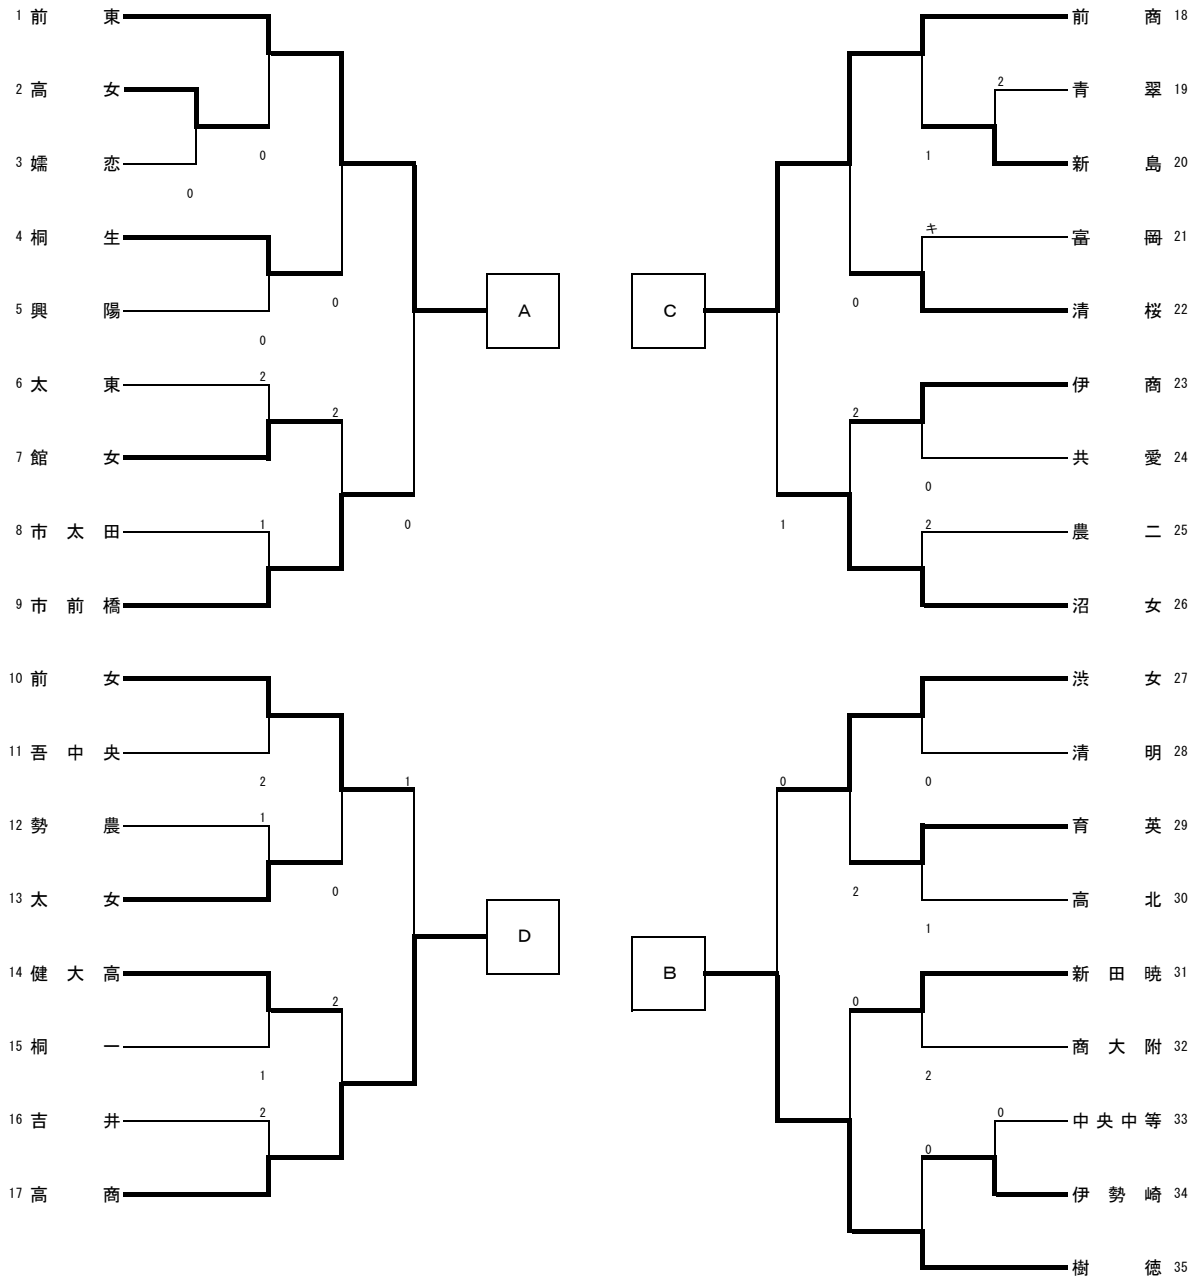 1 前東
2 高女
0
3 嬬恋
0
4 桐生
0
5 興陽
0
6 太東
2
2
7 館女
8 市太田
1
0
9 市前橋
A
10 前女
11 吾中央
2
1
12 勢農
1
13 太女
0
D
14 健大高
2
15 桐一
1
16 吉井
2
17 高商
前商 18
2
青翠 19
1
新島 20
キ
富岡 21
0
清桜 22
C
伊商 23
2
共愛 24
0
2
農二 25
1
沼女 26
渋女 27
0
清明 28
0
育英 29
2
高北 30
1
B
新田暁 31
0
商大附 32
2
0
中央中等 33
0
伊勢崎 34
樹徳 35